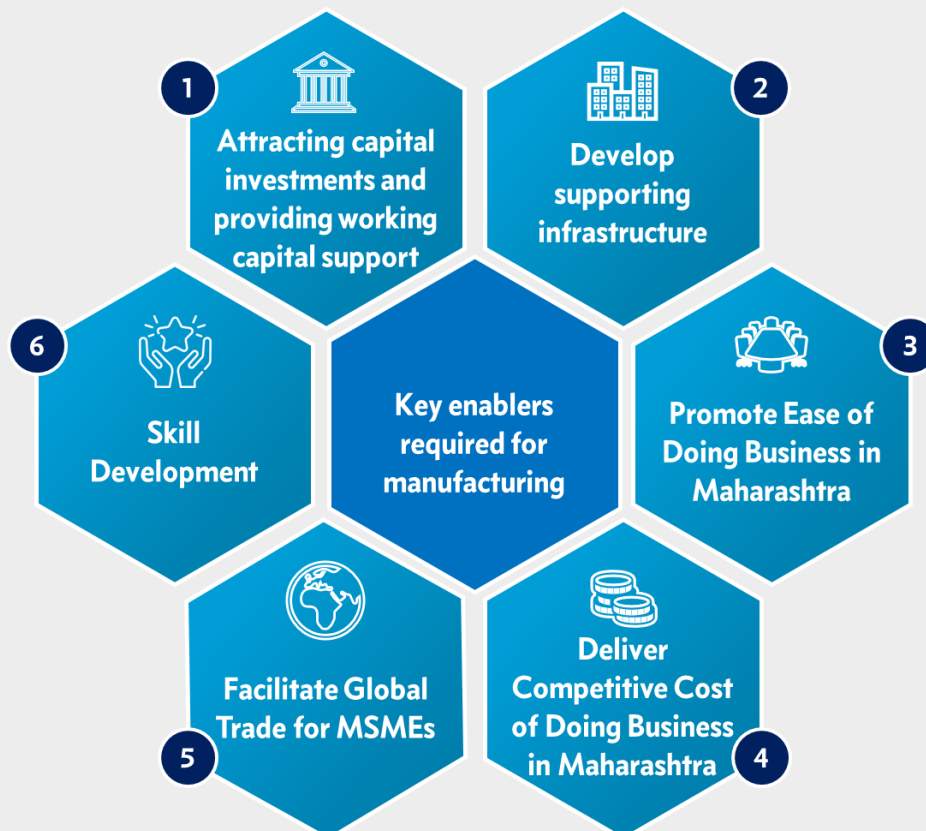 1
Attracting capital
investments and
providing working
capital support
2
Develop
supporting
infrastructure
3
Promote Ease of
Doing Business in
Maharashtra
4
Deliver
Competitive Cost
of Doing Business
in Maharashtra
5
Facilitate Global
Trade for MSMEs
6
Skill
Development
Key enablers
required for
manufacturing